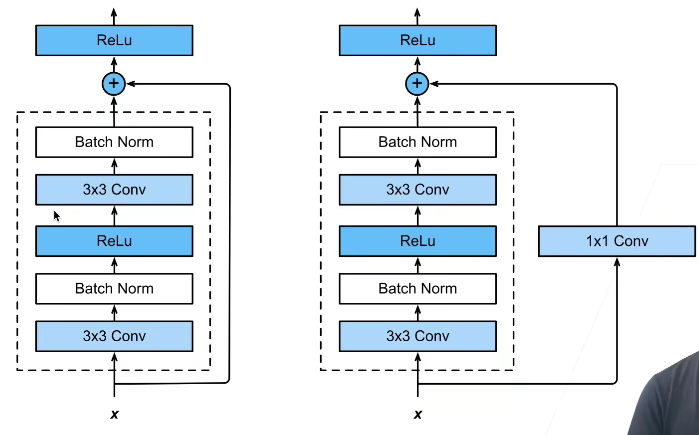 ReLu
+
Batch Norm
3x3 Conv
ReLu
Batch Norm
3x3 Conv
x
ReLu
+
Batch Norm
3x3 Conv
ReLu
Batch Norm
3x3 Conv
1x1 Conv
x